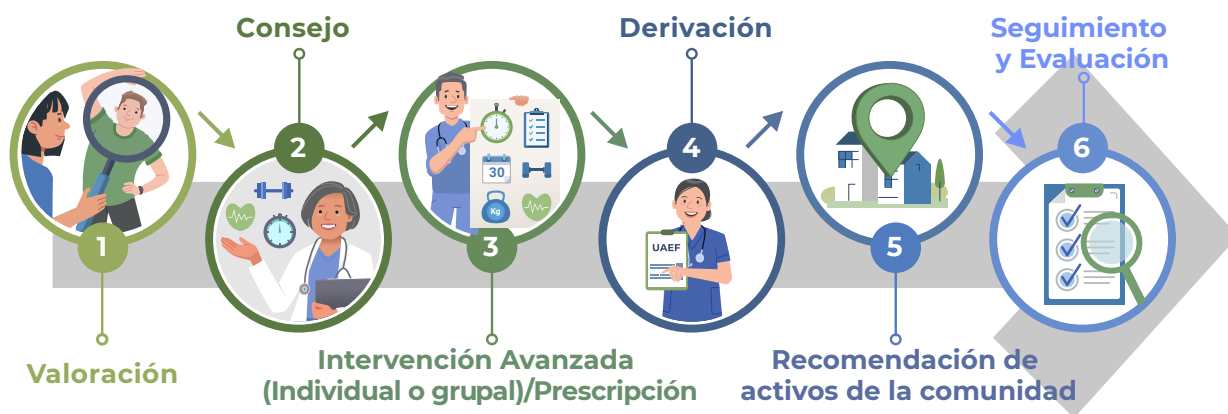 Consejo
Derivación
Seguimiento
y Evaluación
1
2
3
4
5
6
30
Kg
UAEF
Valoración
Intervención Avanzada
(Individual o grupal)/Prescripción
Recomendación de
activos de la comunidad